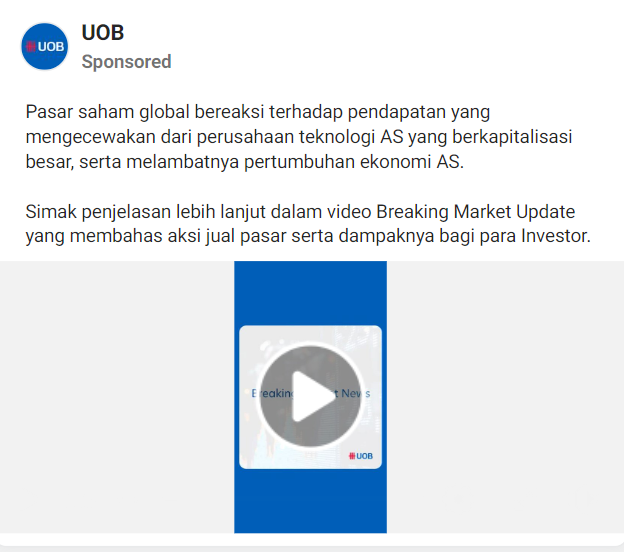 UOB
UOB
Sponsored
Pasar saham global bereaksi terhadap pendapatan yang
mengecewakan dari perusahaan teknologi AS yang berkapitalisasi
besar, serta melambatnya pertumbuhan ekonomi AS.
Simak penjelasan lebih lanjut dalam video Breaking Market Update
yang membahas aksi jual pasar serta dampaknya bagi para Investor.
Breaking News
UOB